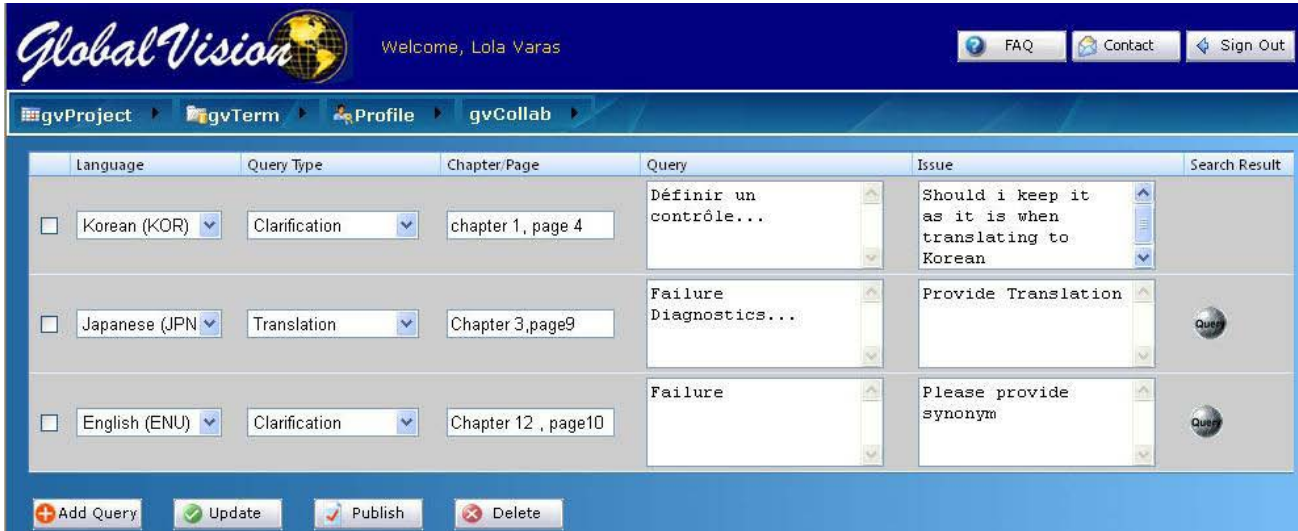 GlobalVision
Welcome, Lola Varas
FAQ
Contact
Sign Out
gvProject
gvTerm
Profile
gvCollab
Language
Query Type
Chapter/Page
Query
Issue
Search Result
Korean (KOR)
Clarification
chapter 1, page 4
Définir un
contrôle...
Should i keep it
as it is when
translating to
Korean
Japanese (JPN
Translation
Chapter 3,page9
Failure
Diagnostics...
Provide Translation
Query
English (ENU)
Clarification
Chapter 12 , page10
Failure
Please provide
synonym
Query
Add Query
Update
Publish
Delete